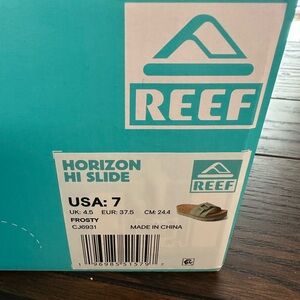 REEF
HORIZON
HI SLIDE
REEF
USA: 7
UK: 4.5 EUR: 37.5 CM: 24.4
FROSTY
CJ6931 MADE IN CHINA